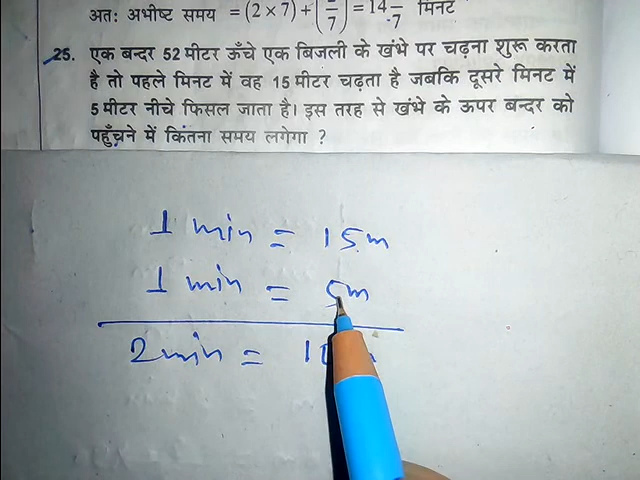 अतः अभीष्ट समय = (2 × 7) + ( /7) = 14 /7 मिनट
25. एक बन्दर 52 मीटर ऊँचे एक बिजली के खंभे पर चढ़ना शुरू करता
है तो पहले मिनट में वह 15 मीटर चढ़ता है जबकि दूसरे मिनट में
5 मीटर नीचे फिसल जाता है। इस तरह से खंभे के ऊपर बन्दर को
पहुँचने में कितना समय लगेगा ?
1 min = 15m
1 min = 5m
2min =